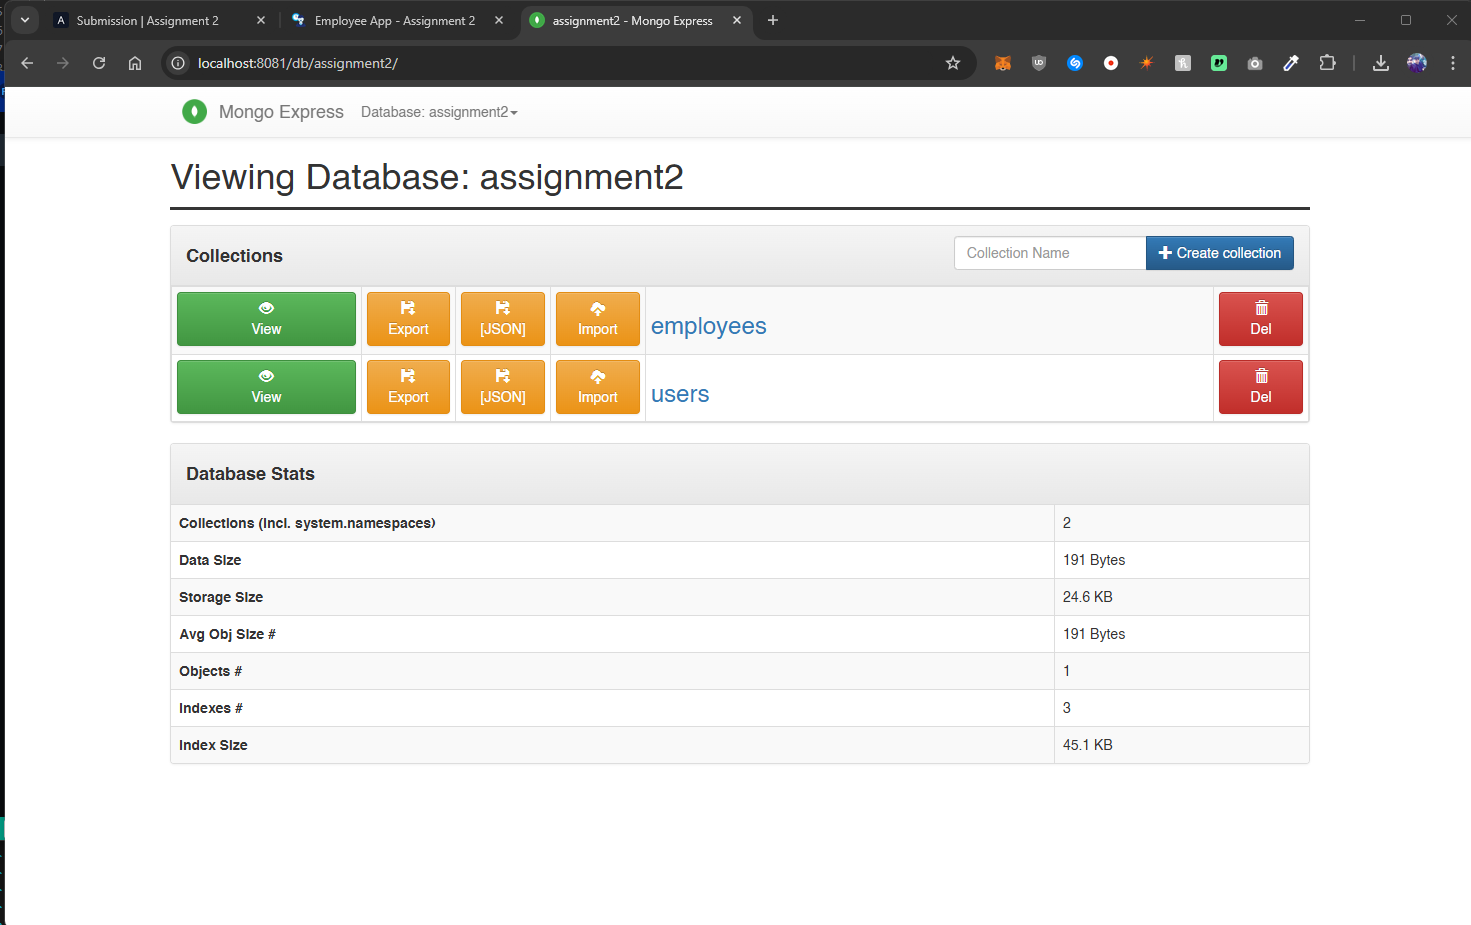 Submission | Assignment 2
Employee App - Assignment 2
assignment2 - Mongo Express
localhost:8081/db/assignment2/
Mongo Express
Database: assignment2
Viewing Database: assignment2
Collections
Collection Name
Create collection
View
Export
[JSON]
Import
employees
Del
View
Export
[JSON]
Import
users
Del
Database Stats
Collections (incl. system.namespaces)
2
Data Size
191 Bytes
Storage Size
24.6 KB
Avg Obj Size #
191 Bytes
Objects #
1
Indexes #
3
Index Size
45.1 KB